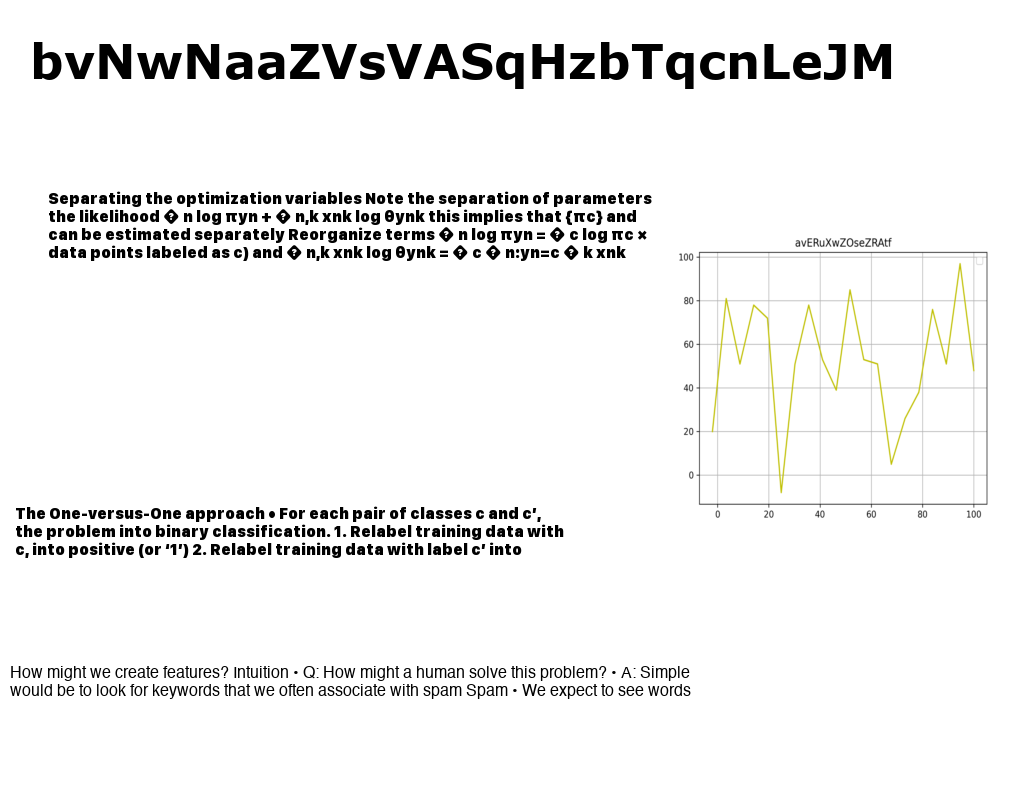 bvNwNaaZVsVASqHzbTqcnLeJM
Separating the optimization variables Note the separation of parameters
the likelihood � n log πyn + � n,k xnk log θynk this implies that {πc} and
can be estimated separately Reorganize terms � n log πyn = � c log πc ×
data points labeled as c) and � n,k xnk log θynk = � c � n:yn=c � k xnk
avERuXwZOseZRAtf
100
80
60
40
20
0
0 20 40 60 80 100
The One-versus-One approach • For each pair of classes c and c′,
the problem into binary classification. 1. Relabel training data with
c, into positive (or ‘1’) 2. Relabel training data with label c′ into
How might we create features? Intuition • Q: How might a human solve this problem? • A: Simple
would be to look for keywords that we often associate with spam Spam • We expect to see words